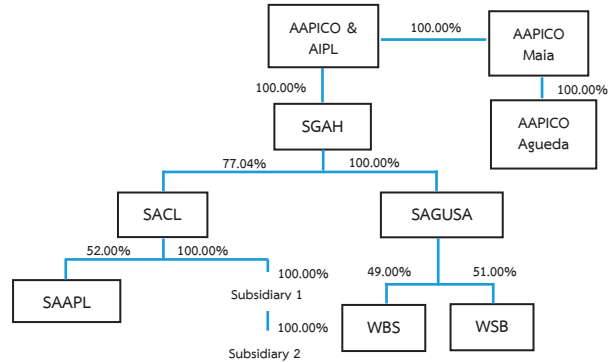 AAPICO &
AIPL
100.00%
AAPICO
Maia
100.00%
100.00%
SGAH
AAPICO
Agueda
77.04%
100.00%
SACL
SAGUSA
52.00%
100.00%
100.00%
49.00%
51.00%
SAAPL
Subsidiary 1
WBS
WSB
100.00%
Subsidiary 2